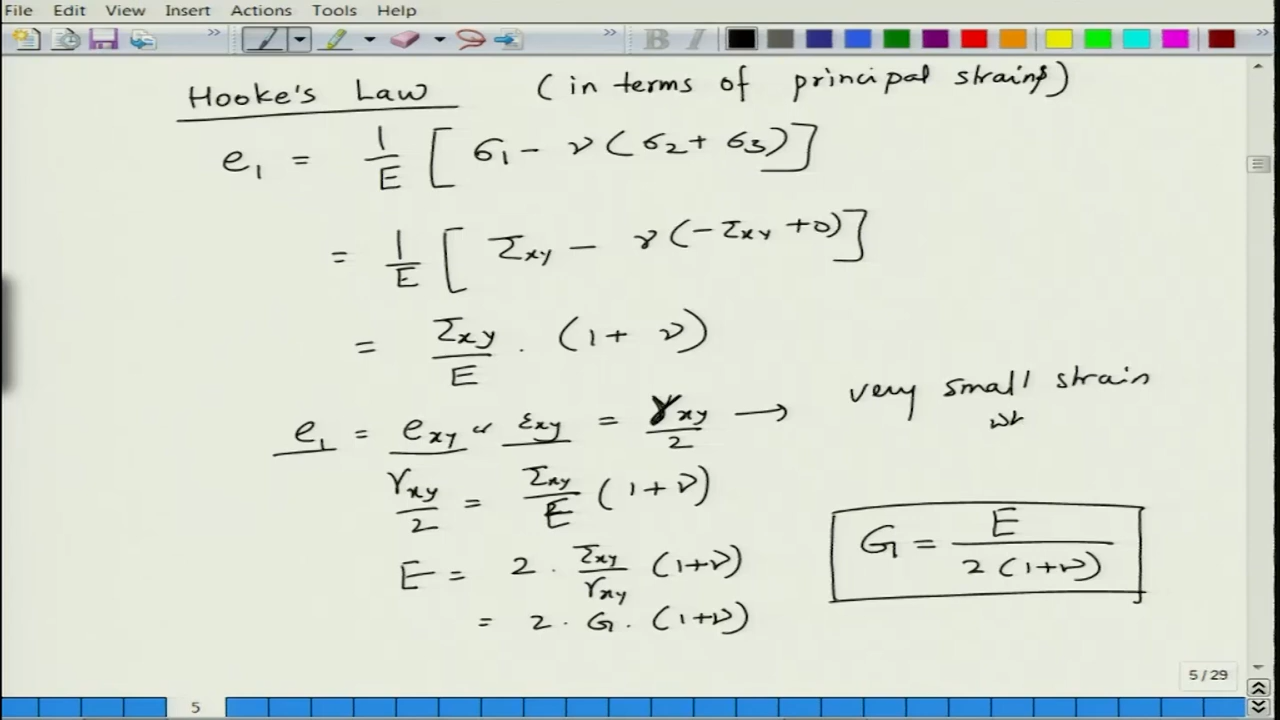 File Edit View Insert Actions Tools Help
Hooke's Law (in terms of principal strains)
e₁ = 1/E [σ₁ − ν(σ₂ + σ₃)]
= 1/E [τxy − ν(−τxy + 0)]
= τxy/E . (1 + ν)
e₁ = exy or εxy = γxy/2 → very small strain
γxy/2 = τxy/E (1 + ν)
E = 2 . τxy/γxy (1+ν)
= 2 . G . (1+ν)
G = E / 2(1+ν)
5 / 29
5